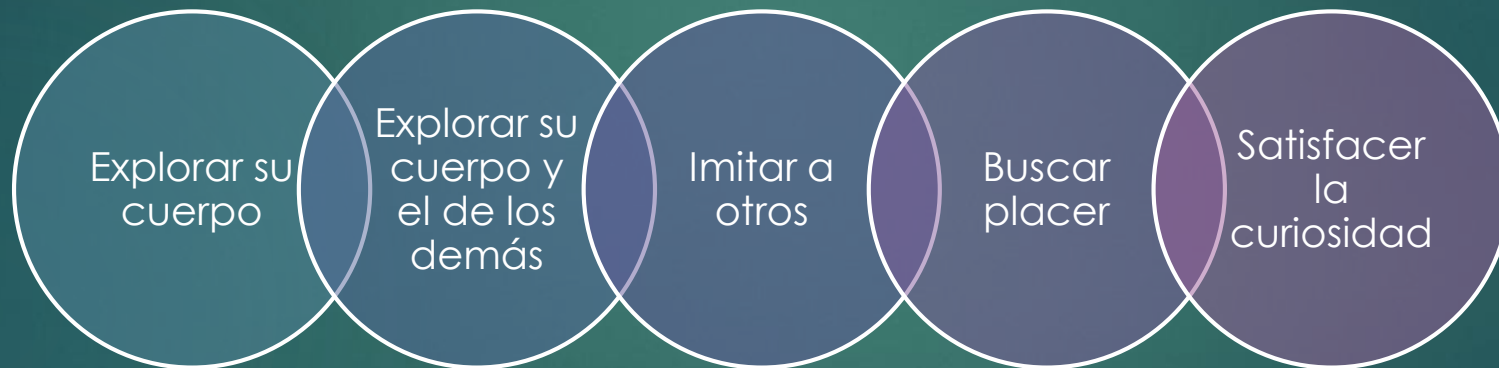 Explorar su
cuerpo
Explorar su
cuerpo y
el de los
demás
Imitar a
otros
Buscar
placer
Satisfacer
la
curiosidad